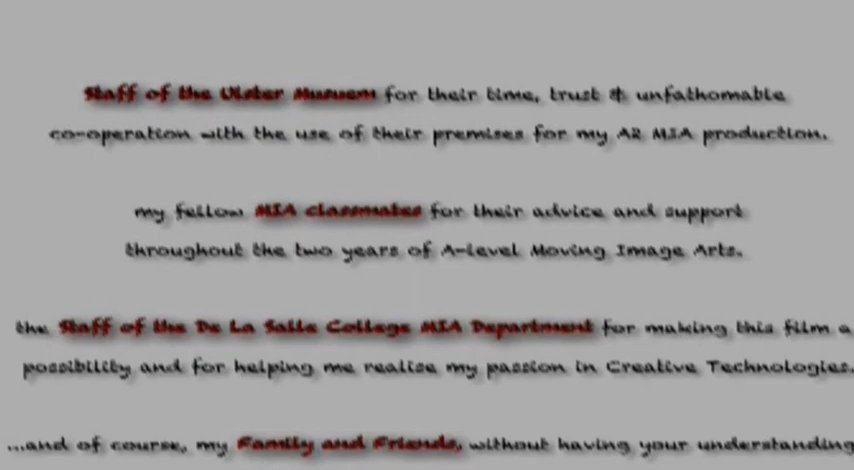 Staff of the Ulster Musuem for their time, trust & unfathomable
co-operation with the use of their premises for my A2 MIA production.
my fellow MIA classmates for their advice and support
throughout the two years of A-level Moving Image Arts.
the Staff of the De La Salle College MIA Department for making this film a
possibility and for helping me realise my passion in Creative Technologies.
...and of course, my Family and Friends, without having your understanding